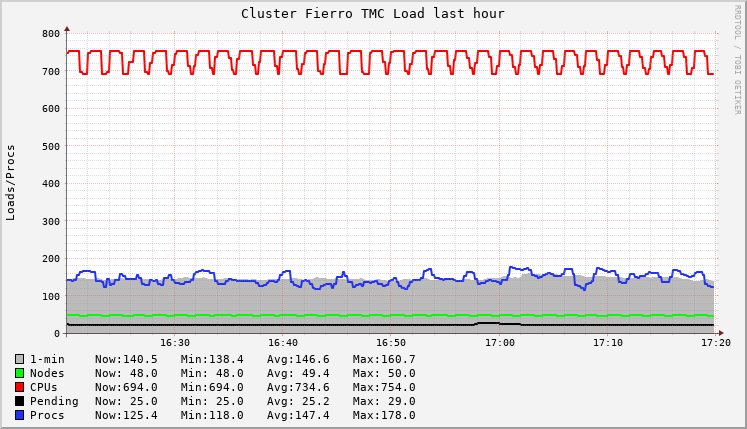 Cluster Fierro TMC Load last hour
RRDTOOL / TOBI OETIKER
Loads/Procs
800
700
600
500
400
300
200
100
0
16:30 16:40 16:50 17:00 17:10 17:20
1-min Now:140.5 Min:138.4 Avg:146.6 Max:160.7
Nodes Now: 48.0 Min: 48.0 Avg: 49.4 Max: 50.0
CPUs Now:694.0 Min:694.0 Avg:734.6 Max:754.0
Pending Now: 25.0 Min: 25.0 Avg: 25.2 Max: 29.0
Procs Now:125.4 Min:118.0 Avg:147.4 Max:178.0